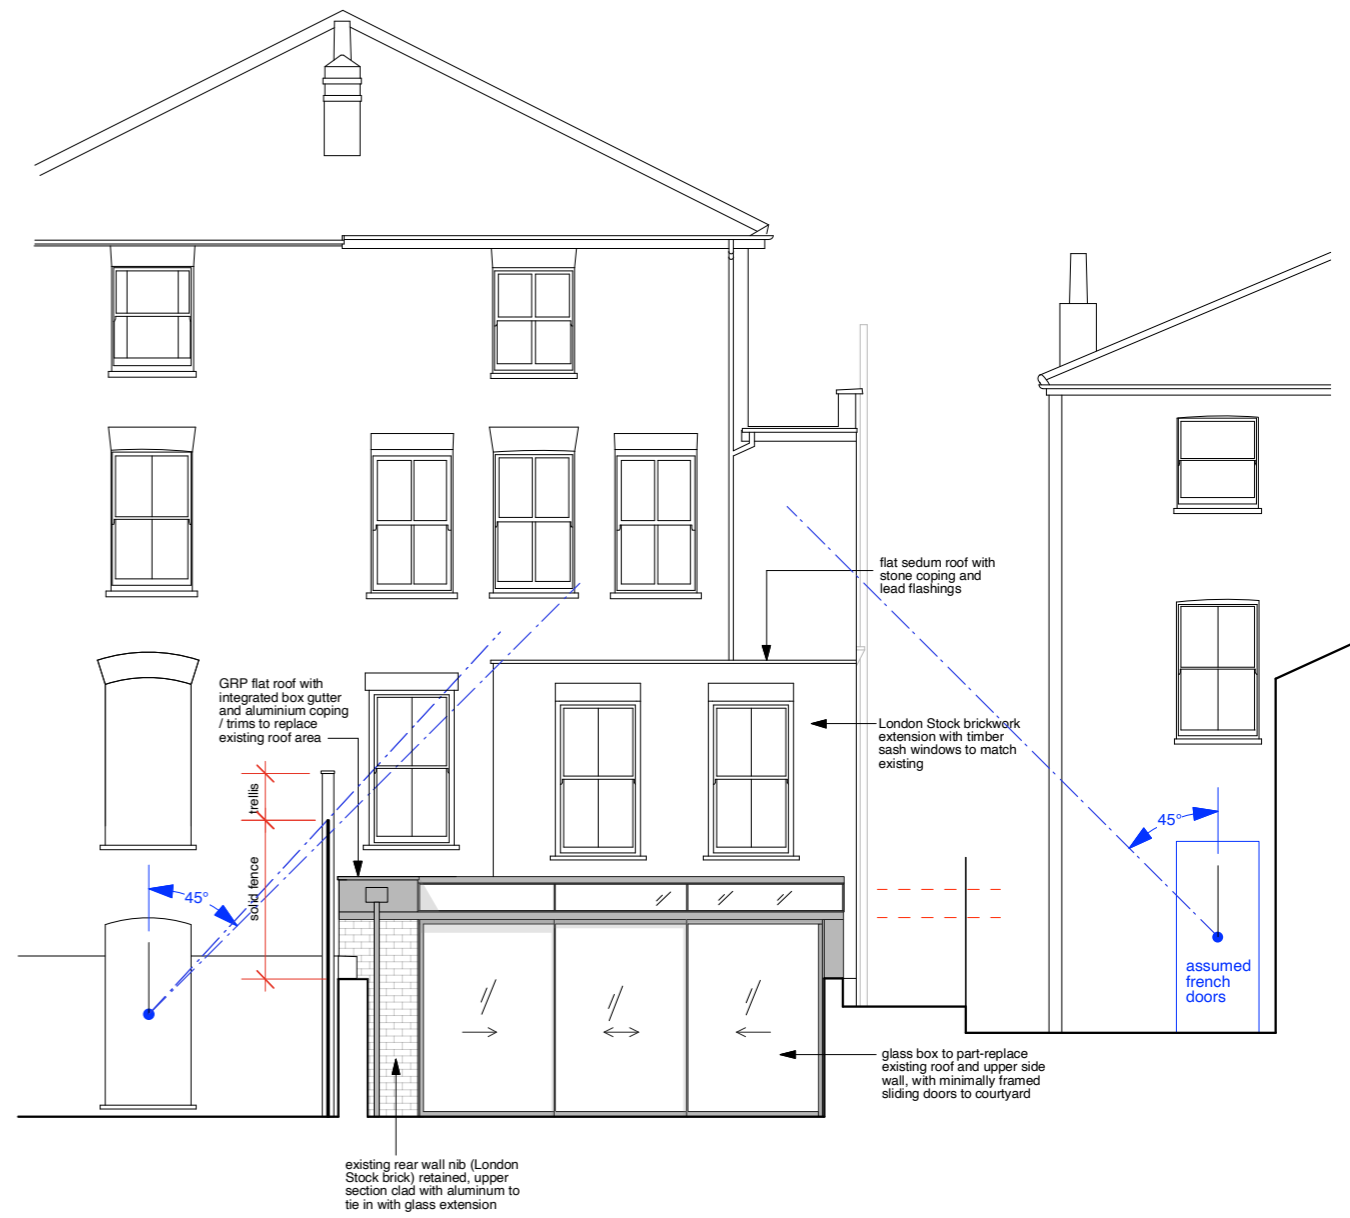 flat sedum roof with
stone coping and
lead flashings
GRP flat roof with
integrated box gutter
and aluminium coping
/ trims to replace
existing roof area
London Stock brickwork
extension with timber
sash windows to match
existing
trellis
solid fence
45°
45°
assumed
french
doors
glass box to part-replace
existing roof and upper side
wall, with minimally framed
sliding doors to courtyard
existing rear wall nib (London
Stock brick) retained, upper
section clad with aluminum to
tie in with glass extension